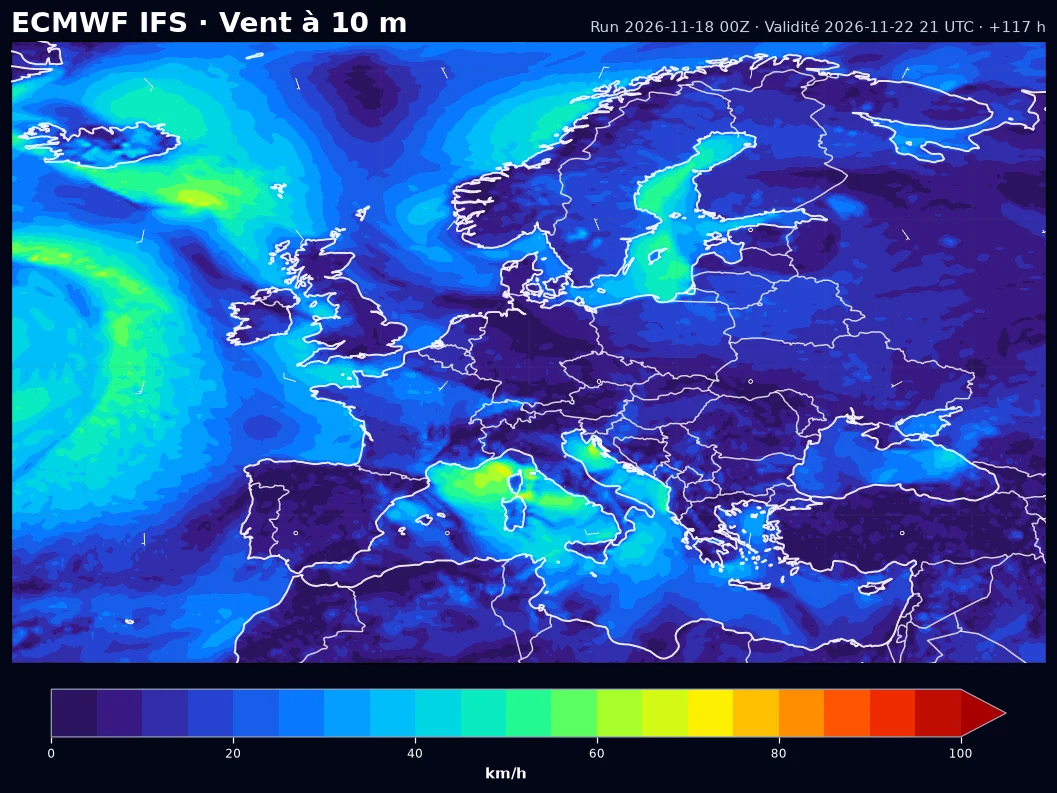 ECMWF IFS · Vent à 10 m
Run 2026-11-18 00Z · Validité 2026-11-22 21 UTC · +117 h
0 20 40 60 80 100
km/h